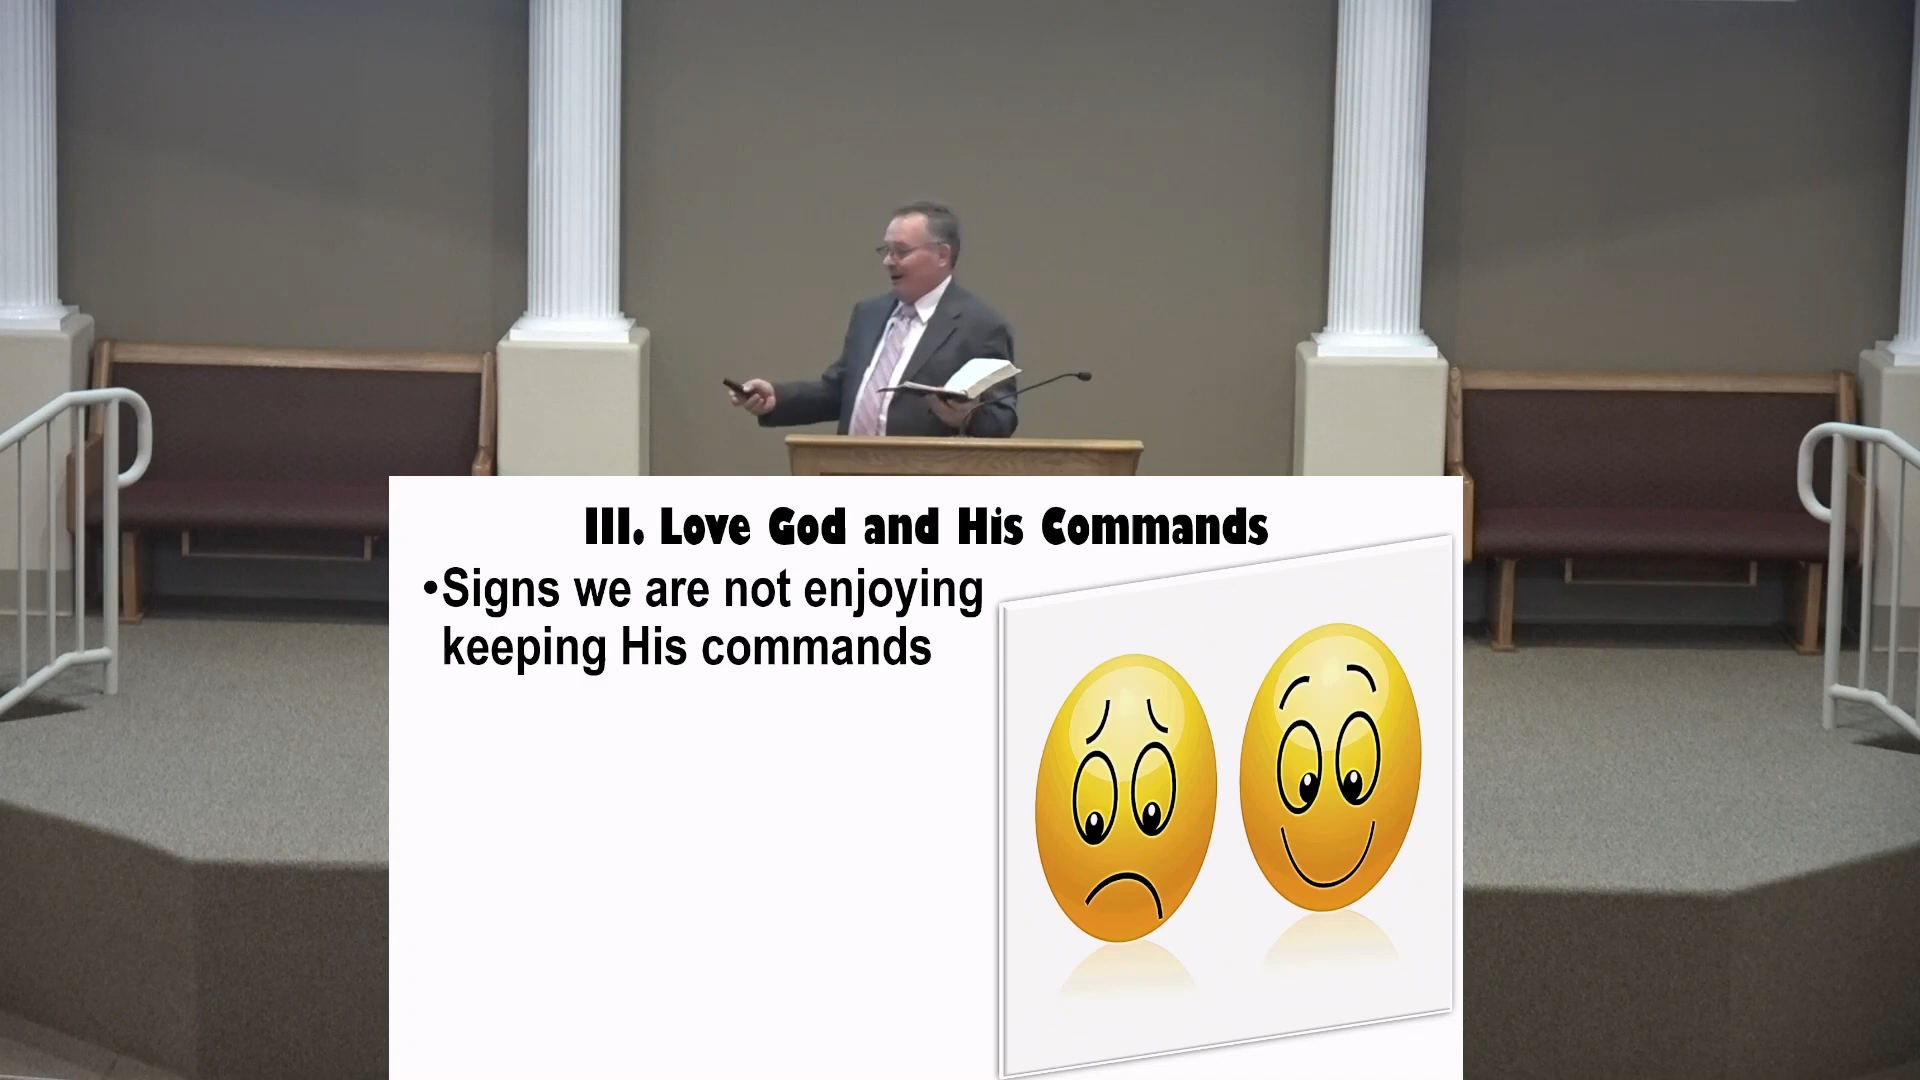 III. Love God and His Commands
•Signs we are not enjoying
keeping His commands